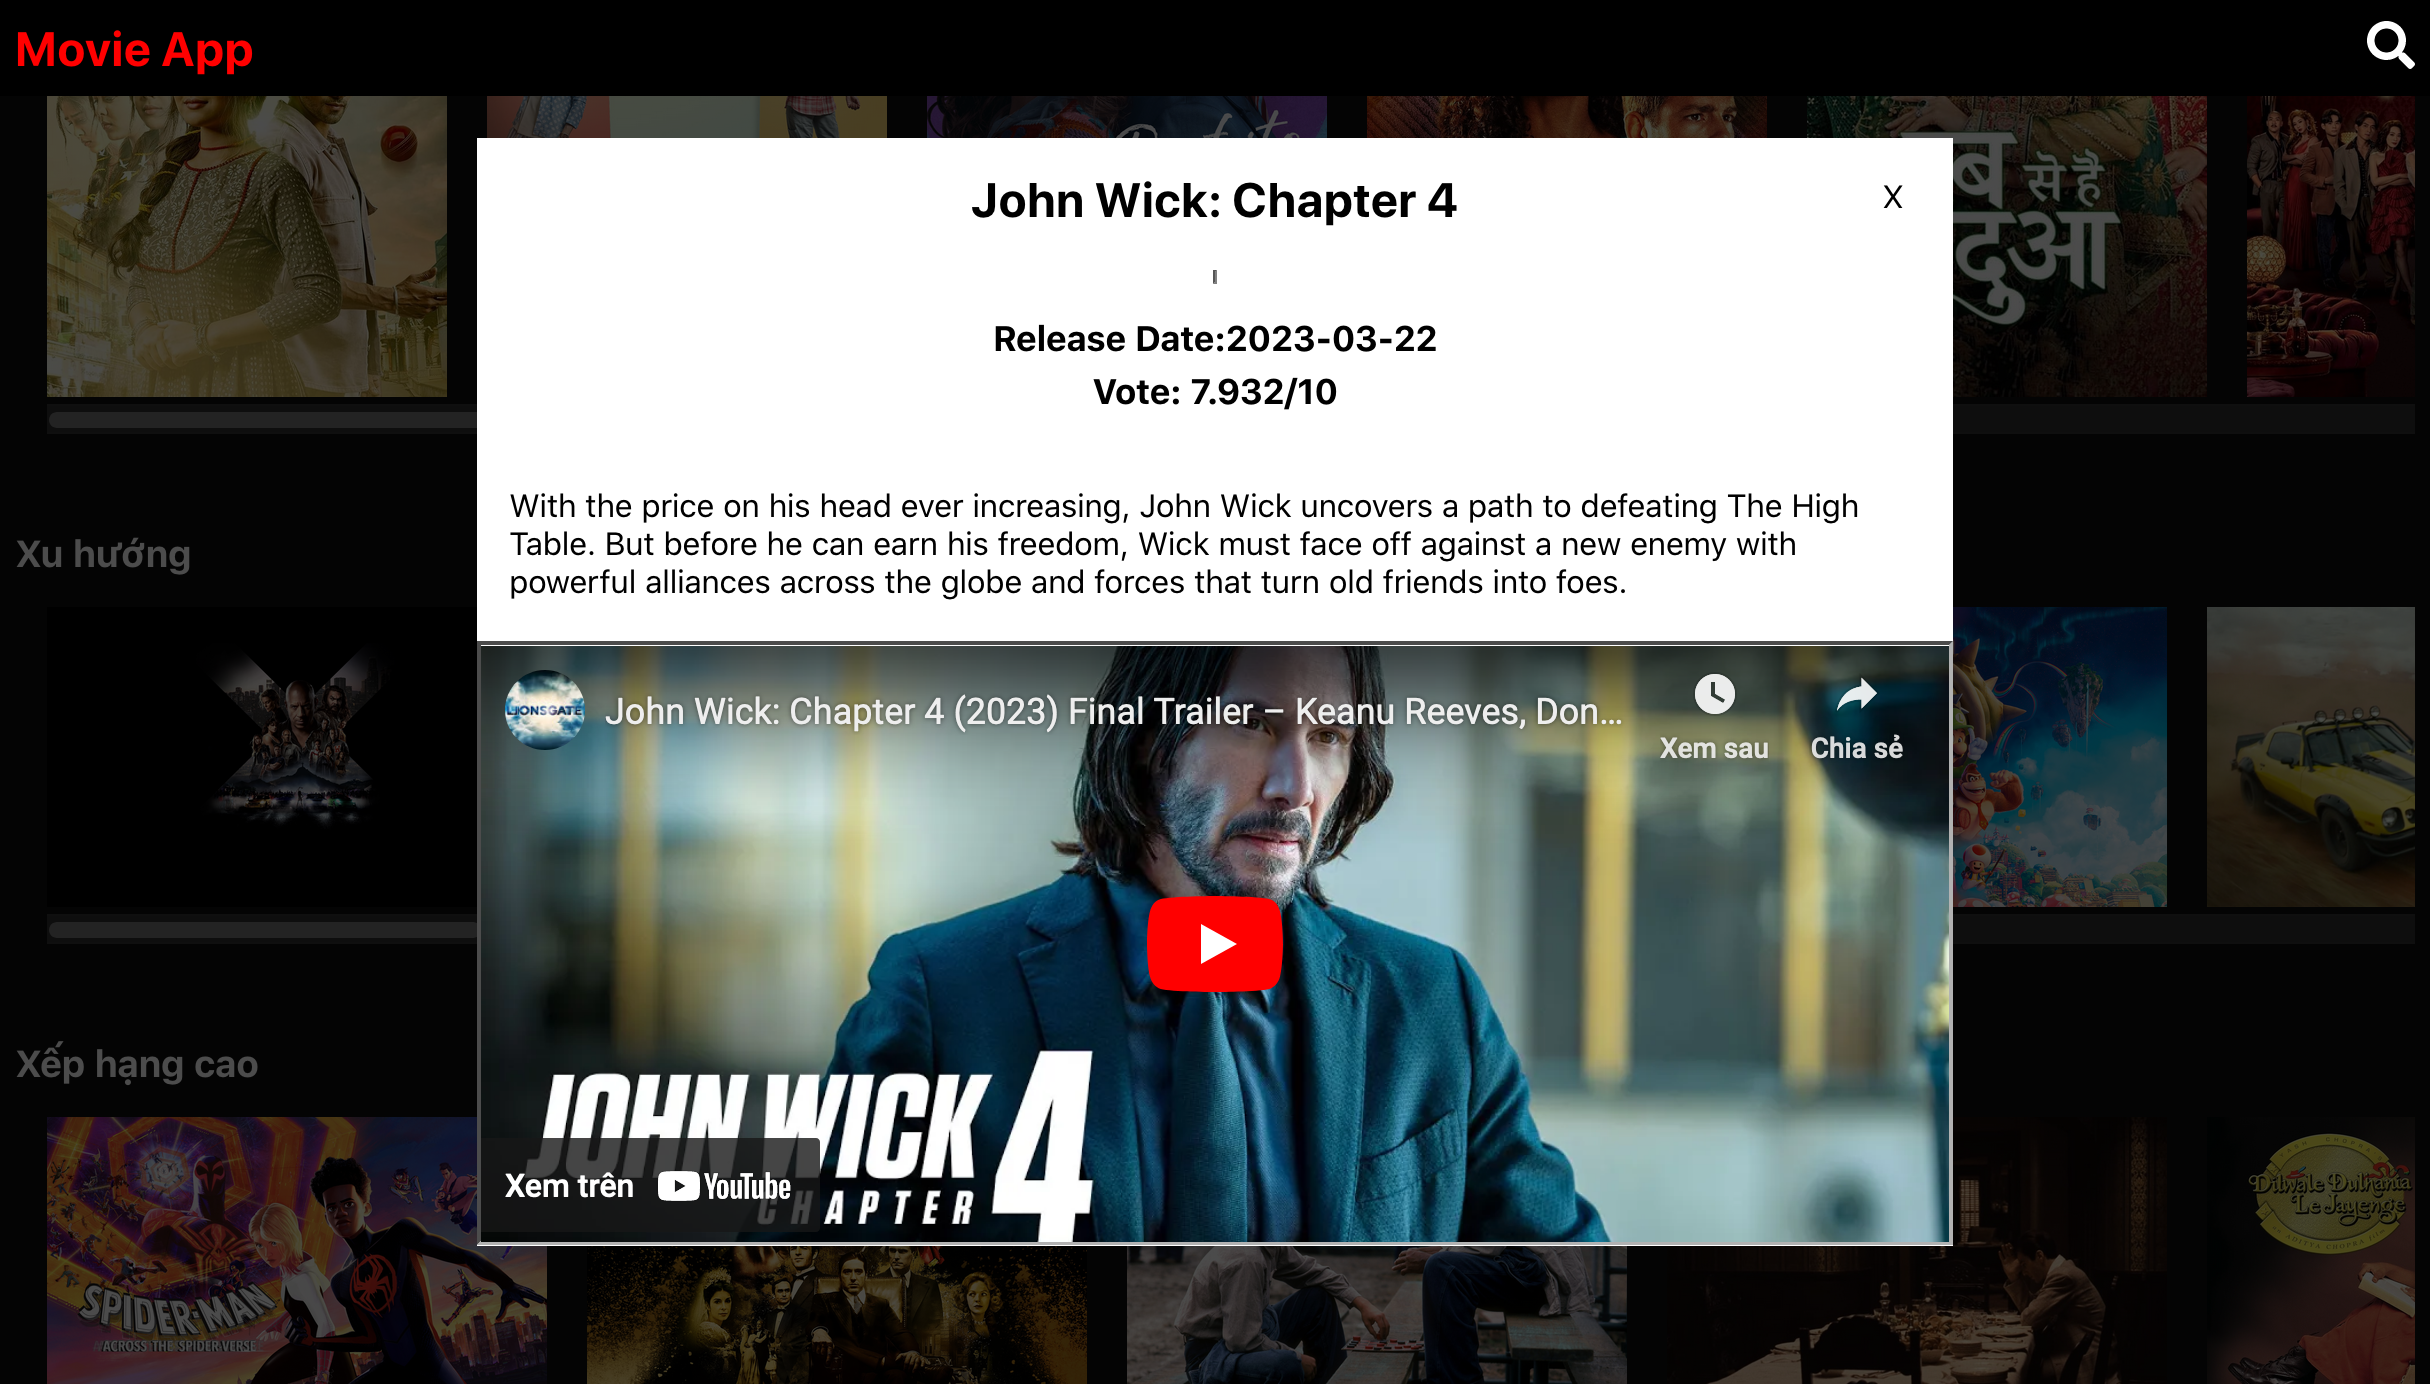 Movie App
John Wick: Chapter 4
X
Release Date:2023-03-22
Vote: 7.932/10
With the price on his head ever increasing, John Wick uncovers a path to defeating The High
Table. But before he can earn his freedom, Wick must face off against a new enemy with
powerful alliances across the globe and forces that turn old friends into foes.
से है
दुआ
Xu hướng
LIONSGATE
John Wick: Chapter 4 (2023) Final Trailer – Keanu Reeves, Don...
Xem sau
Chia sẻ
JOHN WICK 4
CHAPTER
Xem trên YouTube
Xếp hạng cao
SPIDER-MAN
ACROSS THE SPIDER-VERSE
Dilwale Dulhania
Le Jayenge